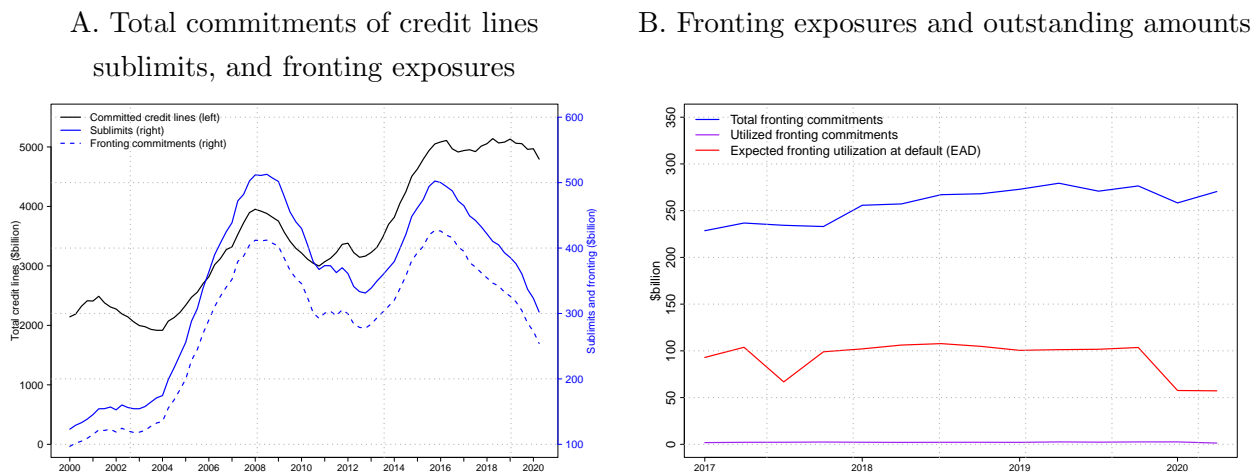 A. Total commitments of credit lines
sublimits, and fronting exposures
Committed credit lines (left)
Sublimits (right)
Fronting commitments (right)
Total credit lines ($billion)
5000
4000
3000
2000
1000
0
600
500
400
300
200
100
Sublimits and fronting ($billion)
2000 2002 2004 2006 2008 2010 2012 2014 2016 2018 2020
B. Fronting exposures and outstanding amounts
Total fronting commitments
Utilized fronting commitments
Expected fronting utilization at default (EAD)
$billion
350
300
250
200
150
100
50
0
2017 2018 2019 2020